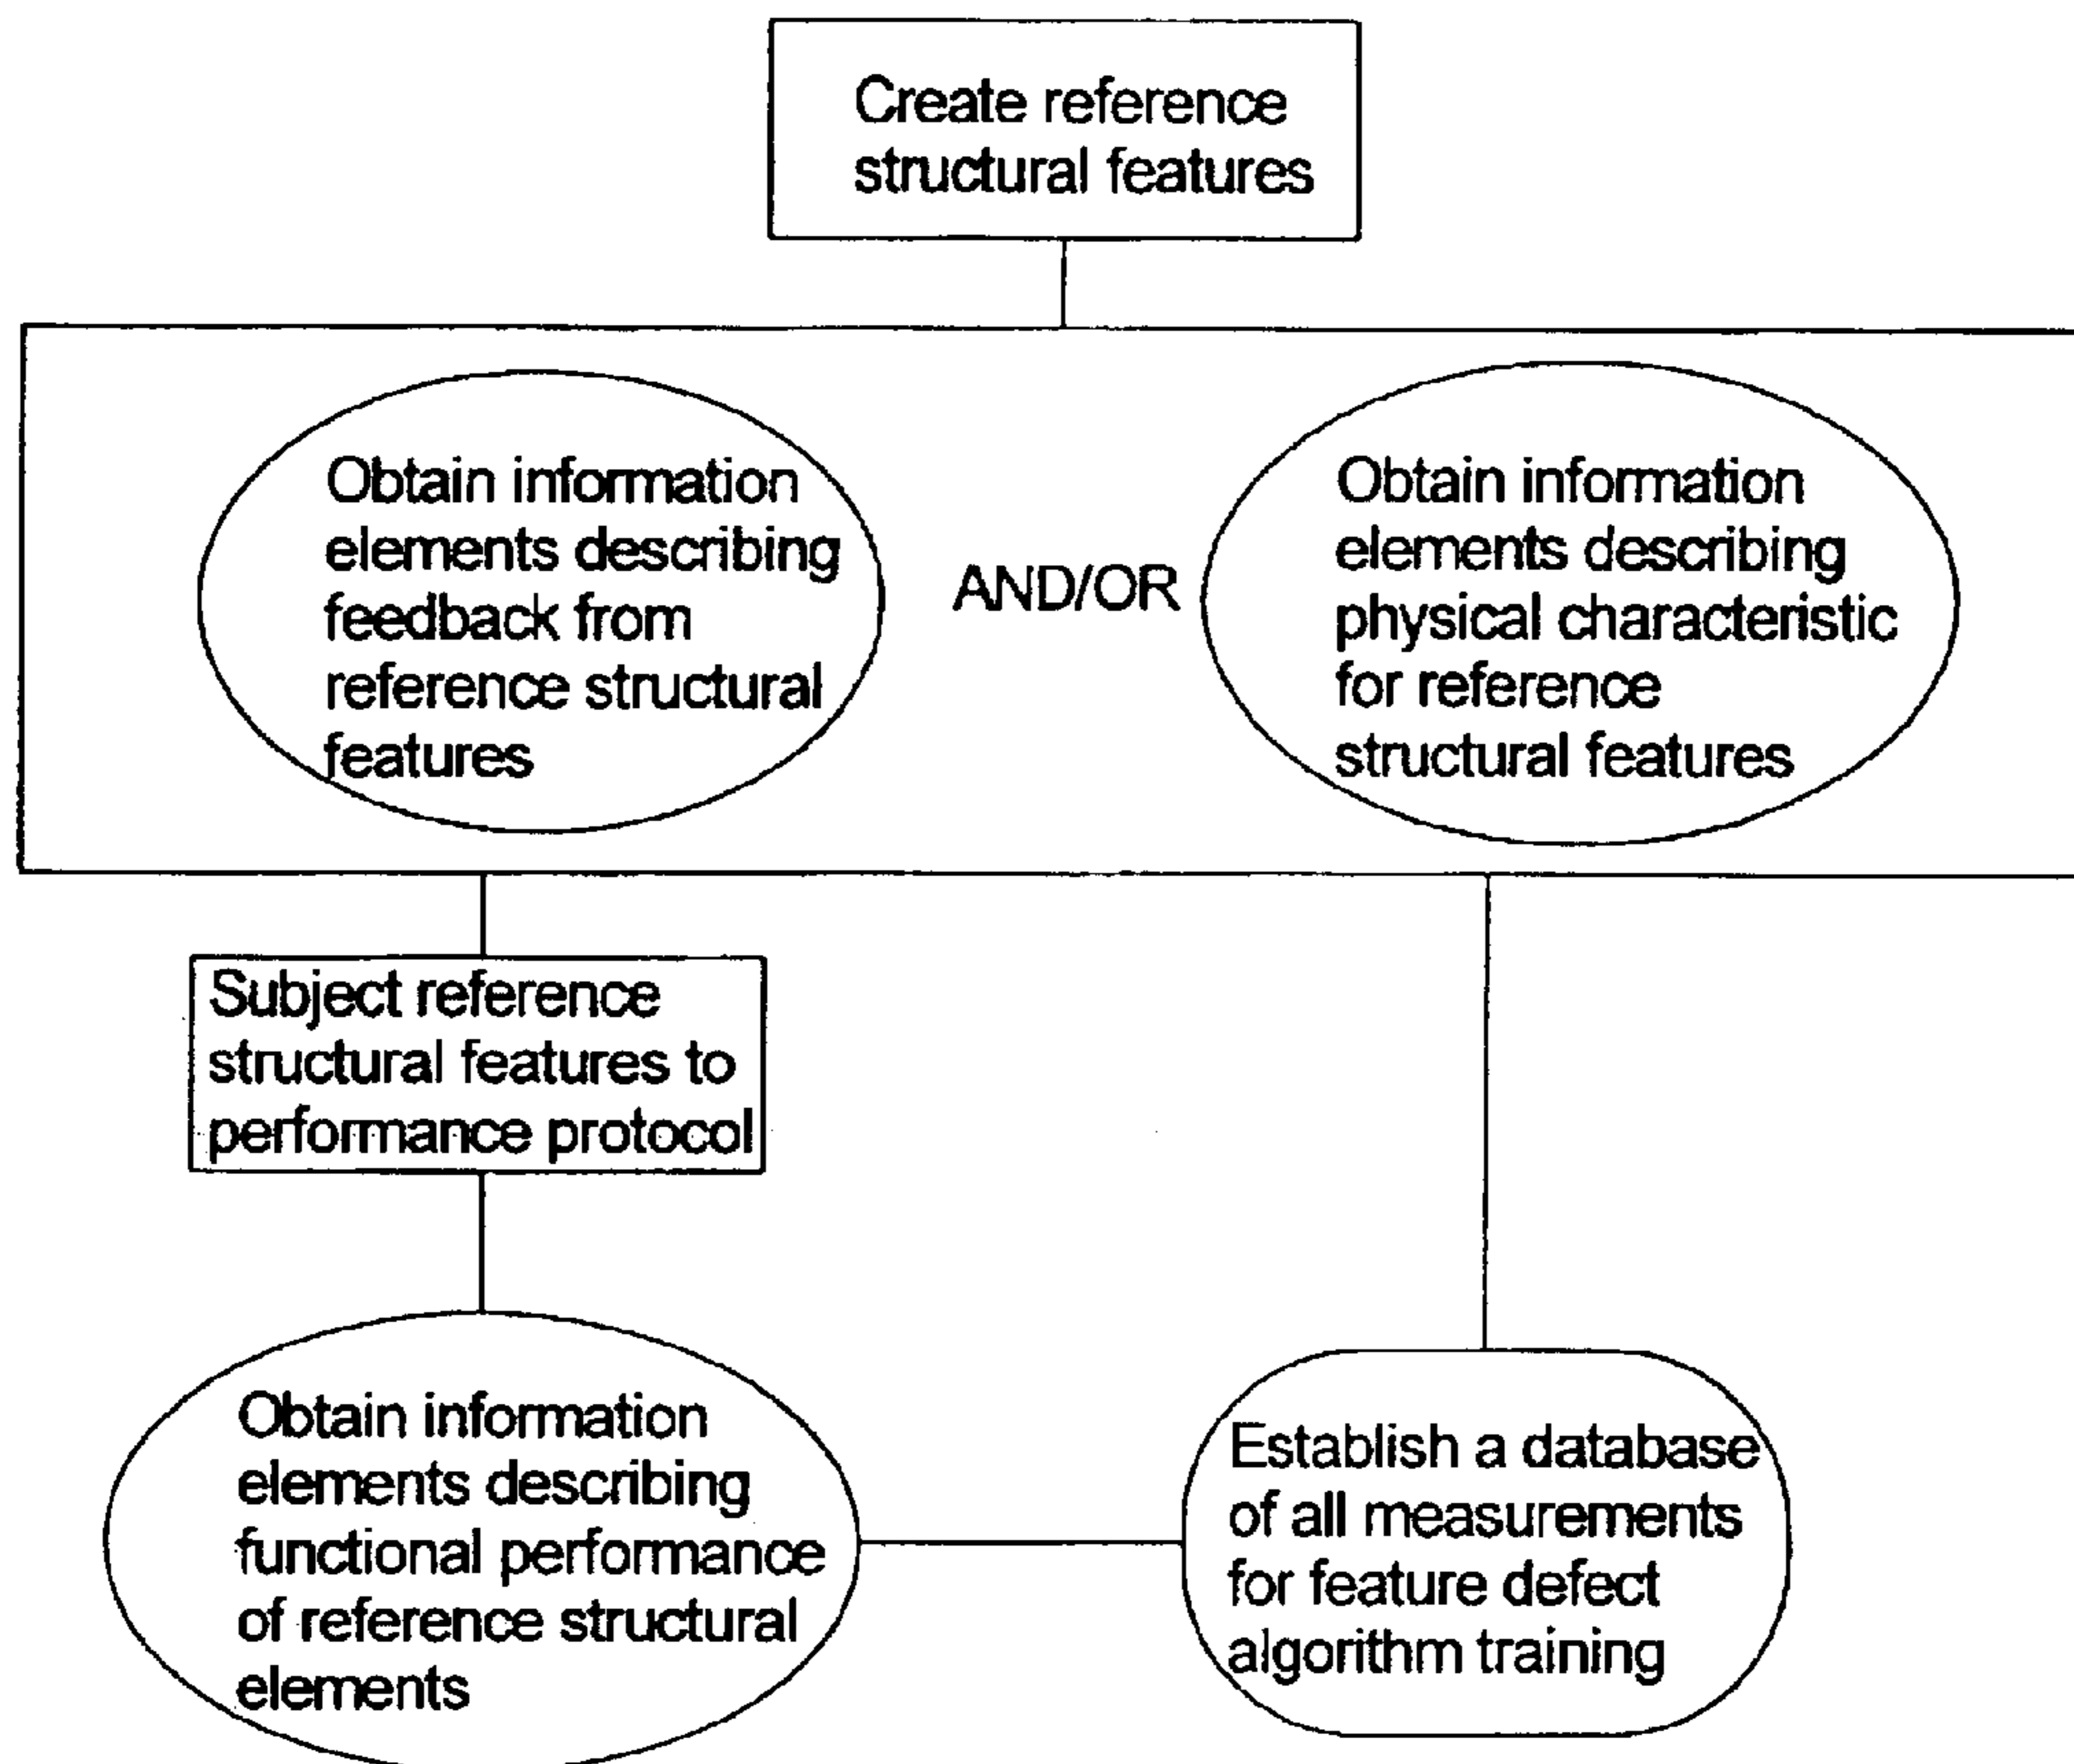 Create reference
structural features
Obtain information
elements describing
feedback from
reference structural
features
AND/OR
Obtain information
elements describing
physical characteristic
for reference
structural features
Subject reference
structural features to
performance protocol
Obtain information
elements describing
functional performance
of reference structural
elements
Establish a database
of all measurements
for feature defect
algorithm training